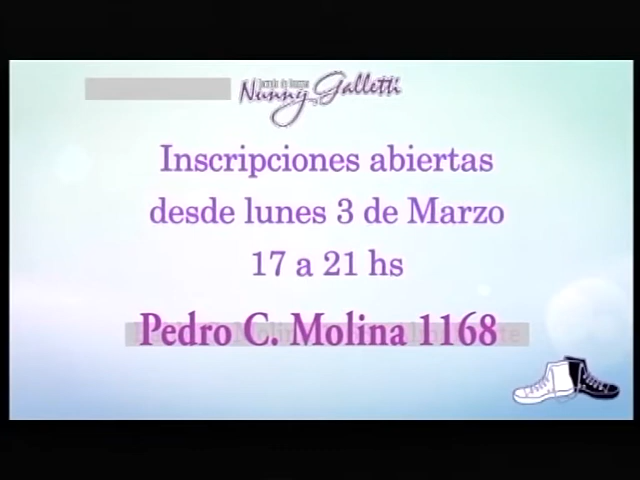 Nunny Galletti
Inscripciones abiertas
desde lunes 3 de Marzo
17 a 21 hs
Pedro C. Molina 1168